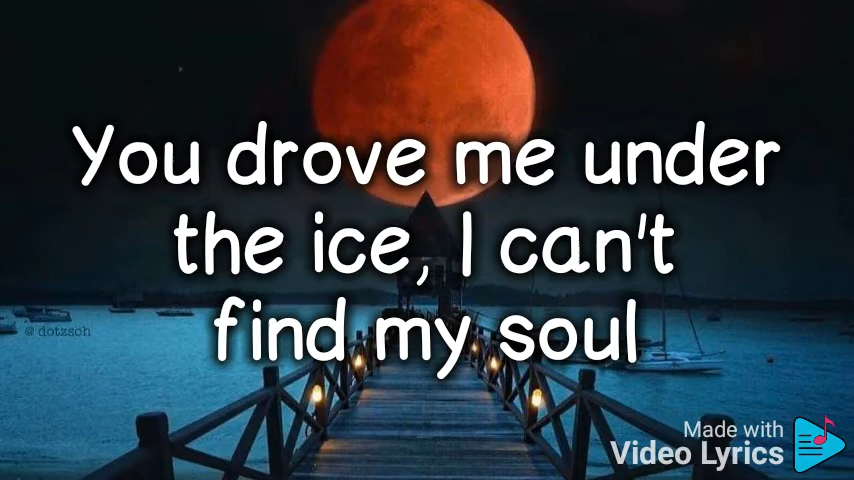 You drove me under
the ice, I can't
find my soul
@ dotzsoh
Made with
Video Lyrics